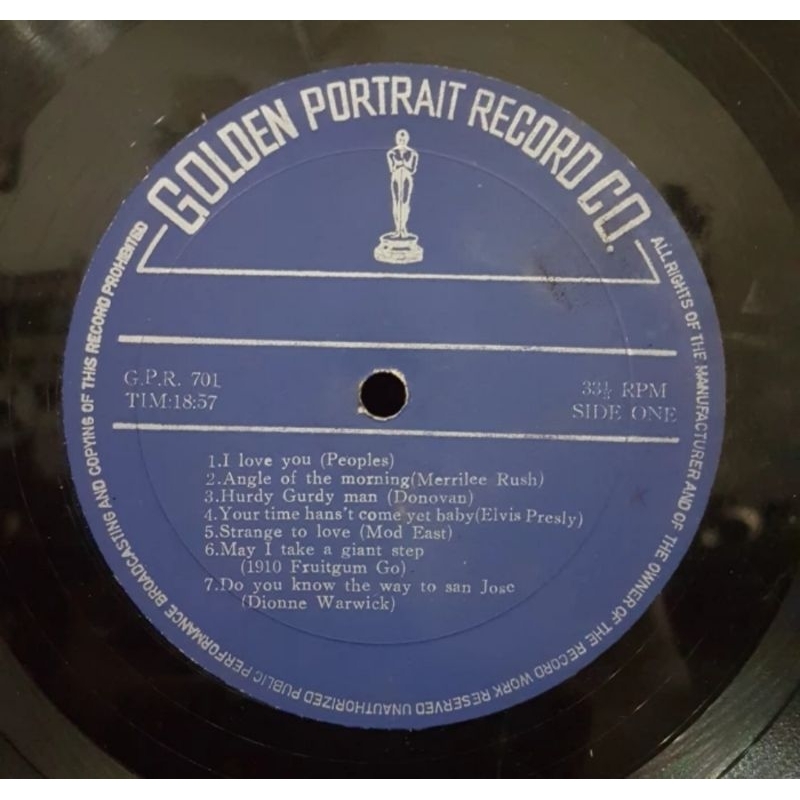 GOLDEN PORTRAIT RECORD CO.
G.P.R. 701
TIM:18:57
33⅓ RPM
SIDE ONE
1.I love you (Peoples)
2.Angle of the morning(Merrilee Rush)
3.Hurdy Gurdy man (Donovan)
4.Your time hans't come yet baby(Elvis Presly)
5.Strange to love (Mod East)
6.May I take a giant step
(1910 Fruitgum Go)
7.Do you know the way to san Jose
(Dionne Warwick)
ALL RIGHTS OF THE MANUFACTURER AND OF THE OWNER OF THE RECORD WORK RESERVED UNAUTHORIZED PUBLIC PERFORMANCE BROADCASTING AND COPYING OF THIS RECORD PROHIBITED